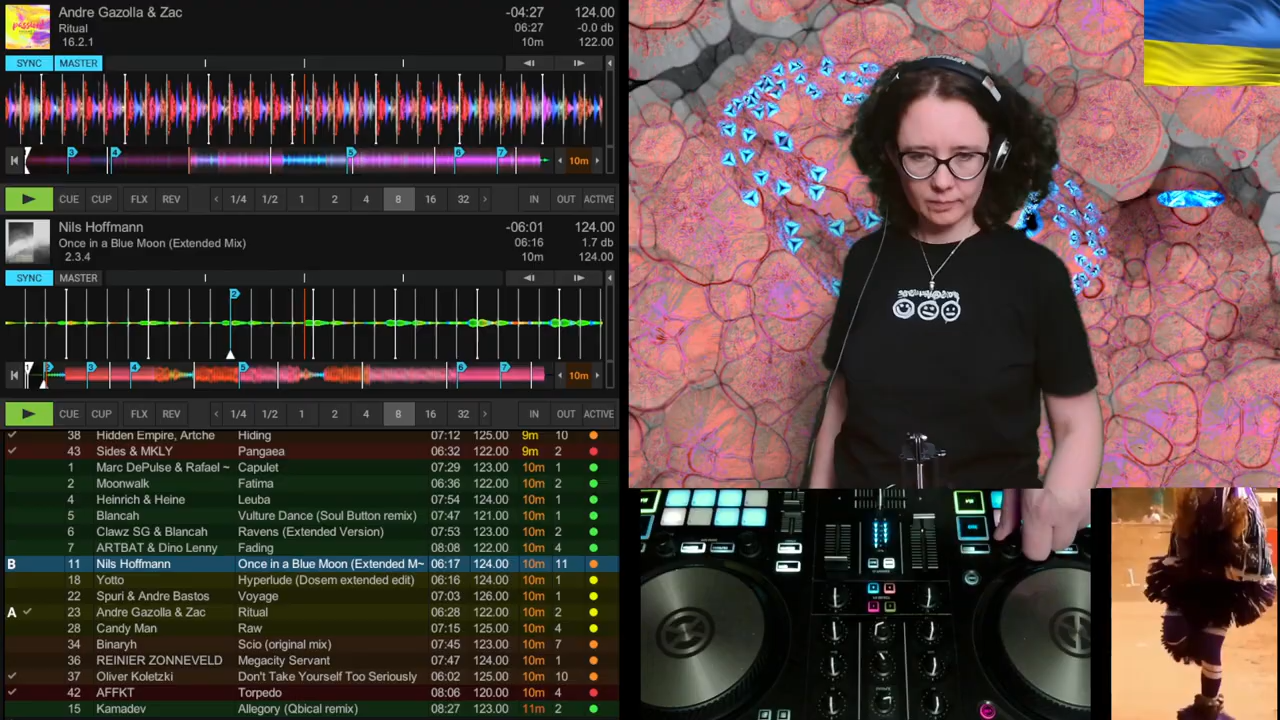 Andre Gazolla & Zac -04:27 124.00
Ritual 06:27 -0.0 db
16.2.1 10m 122.00
SYNC MASTER
3 4 5 6 7 10m
CUE CUP FLX REV 1/4 1/2 1 2 4 8 16 32 IN OUT ACTIVE
Nils Hoffmann -06:01 124.00
Once in a Blue Moon (Extended Mix) 06:16 1.7 db
2.3.4 10m 124.00
SYNC MASTER
2
1 2 3 4 5 6 7 10m
CUE CUP FLX REV 1/4 1/2 1 2 4 8 16 32 IN OUT ACTIVE
38 Hidden Empire, Artche Hiding 07:12 125.00 9m 10
43 Sides & MKLY Pangaea 06:32 122.00 9m 2
1 Marc DePulse & Rafael ~ Capulet 07:29 123.00 10m 1
2 Moonwalk Fatima 06:36 122.00 10m 2
4 Heinrich & Heine Leuba 07:54 124.00 10m 1
5 Blancah Vulture Dance (Soul Button remix) 08:47 121.00 10m 1
6 Clawz SG & Blancah Ravens (Extended Version) 07:53 123.00 10m 2
7 ARTBAT & Dino Lenny Fading 08:08 122.00 10m 4
B 11 Nils Hoffmann Once in a Blue Moon (Extended M~ 06:17 124.00 10m 11
18 Yotto Hyperlude (Dosem extended edit) 06:16 124.00 10m 1
22 Spuri & Andre Bastos Voyage 07:03 126.00 10m 1
A 23 Andre Gazolla & Zac Ritual 06:28 122.00 10m 2
28 Candy Man Raw 07:15 125.00 10m 4
34 Binaryh Scio (original mix) 07:45 123.00 10m 7
36 REINIER ZONNEVELD Megacity Servant 07:47 124.00 10m 1
37 Oliver Koletzki Don't Take Yourself Too Seriously 06:02 125.00 10m 10
42 AFFKT Torpedo 08:06 120.00 10m 4
15 Kamadev Allegory (Qbical remix) 08:27 123.00 11m 2